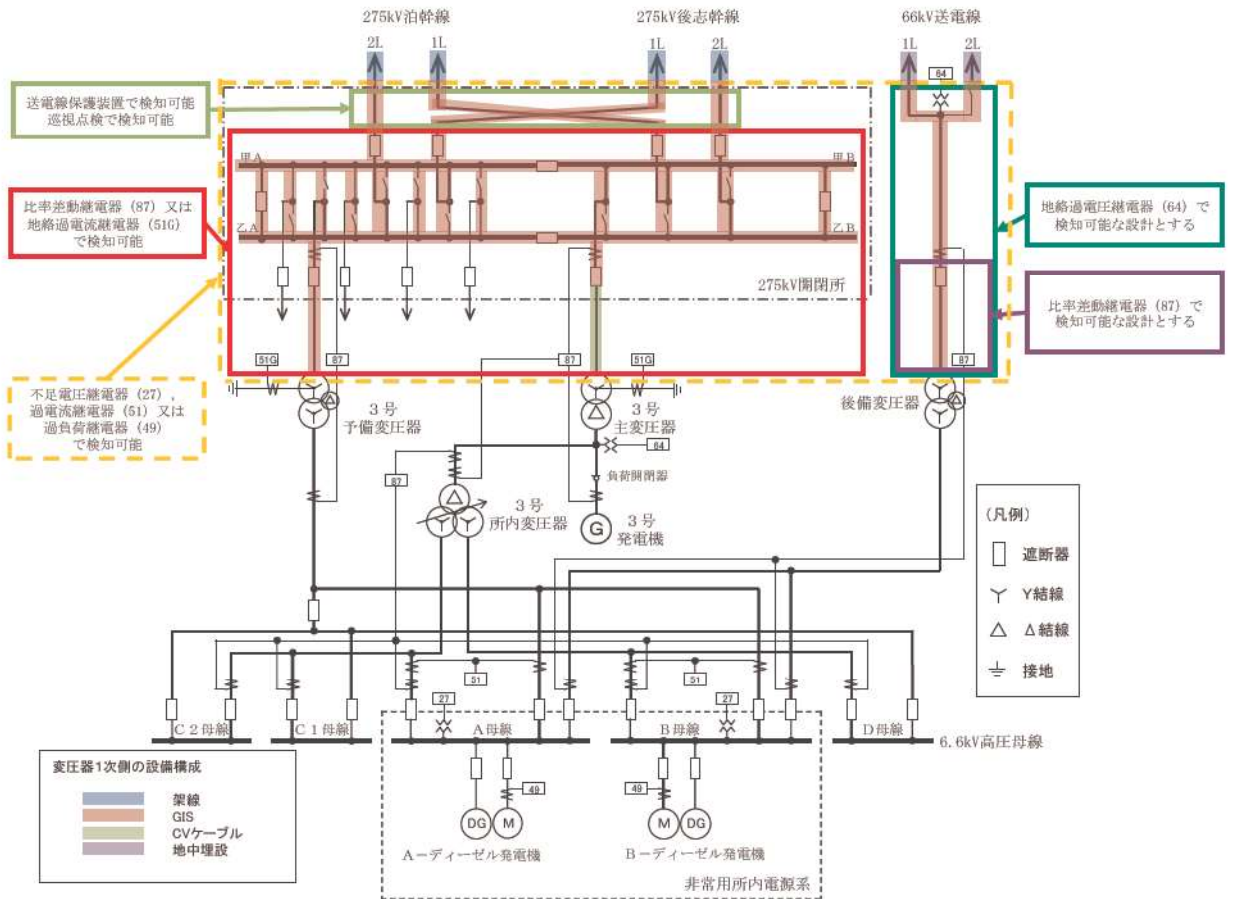 275kV泊幹線
275kV後志幹線
66kV送電線
2L
1L
1L
2L
1L
2L
64
送電線保護装置で検知可能
巡視点検で検知可能
甲A
甲B
比率差動継電器(87)又は
地絡過電流継電器(51G)
で検知可能
乙A
乙B
地絡過電圧継電器(64)で
検知可能な設計とする
275kV開閉所
比率差動継電器(87)で
検知可能な設計とする
51G
87
87
51G
87
不足電圧継電器(27),
過電流継電器(51)又は
過負荷継電器(49)
で検知可能
3号
予備変圧器
3号
主変圧器
後備変圧器
64
87
負荷開閉器
3号
所内変圧器
G
3号
発電機
(凡例)
遮断器
Y結線
Δ結線
接地
51
51
27
27
C2母線
C1母線
A母線
B母線
D母線
6.6kV高圧母線
変圧器1次側の設備構成
架線
GIS
CVケーブル
地中埋設
49
49
DG
M
M
DG
A-ディーゼル発電機
B-ディーゼル発電機
非常用所内電源系